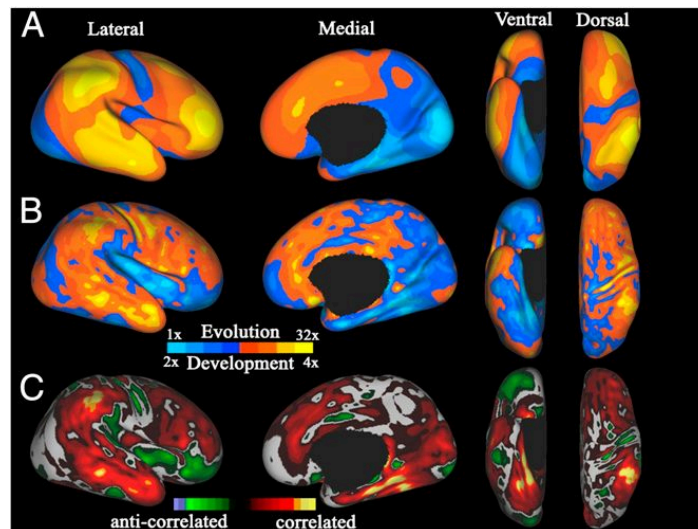 A
Lateral Medial Ventral Dorsal
B
1x Evolution 32x
2x Development 4x
C
anti-correlated correlated